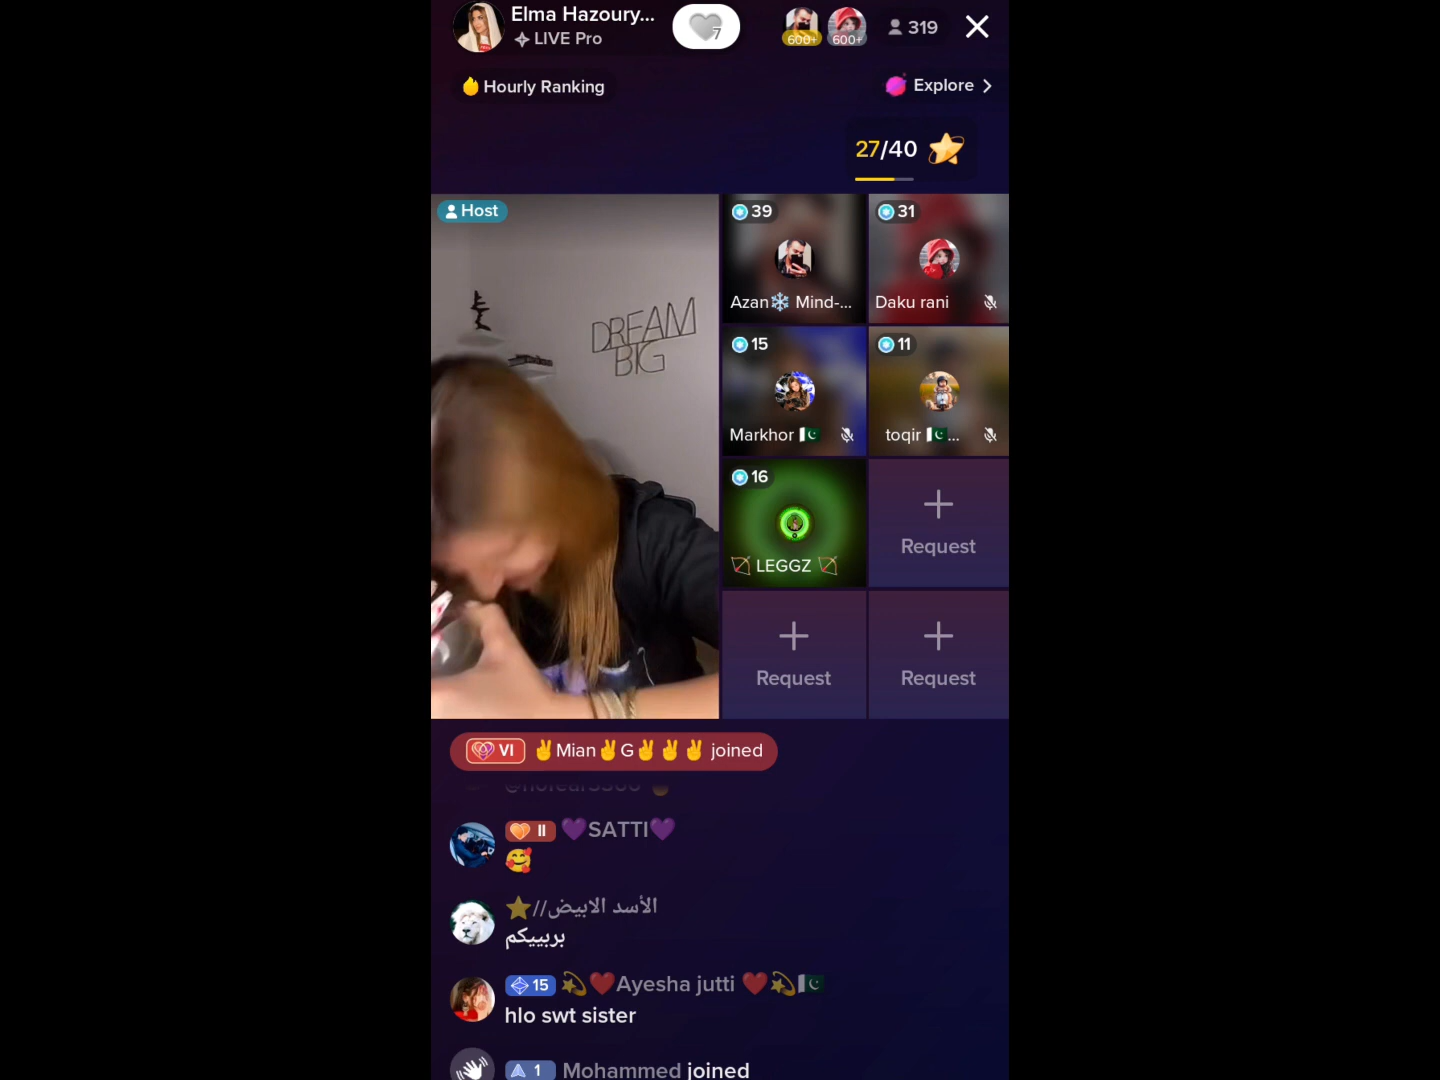 Elma Hazoury...
LIVE Pro
7
600+
600+
319
Hourly Ranking
Explore
27/40
Host
DREAM
BIG
39
Azan❄️ Mind-...
31
Daku rani
15
Markhor 🇵🇰
11
toqir 🇵🇰...
16
🏹 LEGGZ 🏹
Request
Request
Request
VI ✌️Mian✌️G✌️✌️✌️ joined
II 💜SATTI💜
🥰
⭐//الأسد الابيض
بربييكم
15 💫❤️Ayesha jutti ❤️💫🇵🇰
hlo swt sister
1 Mohammed joined